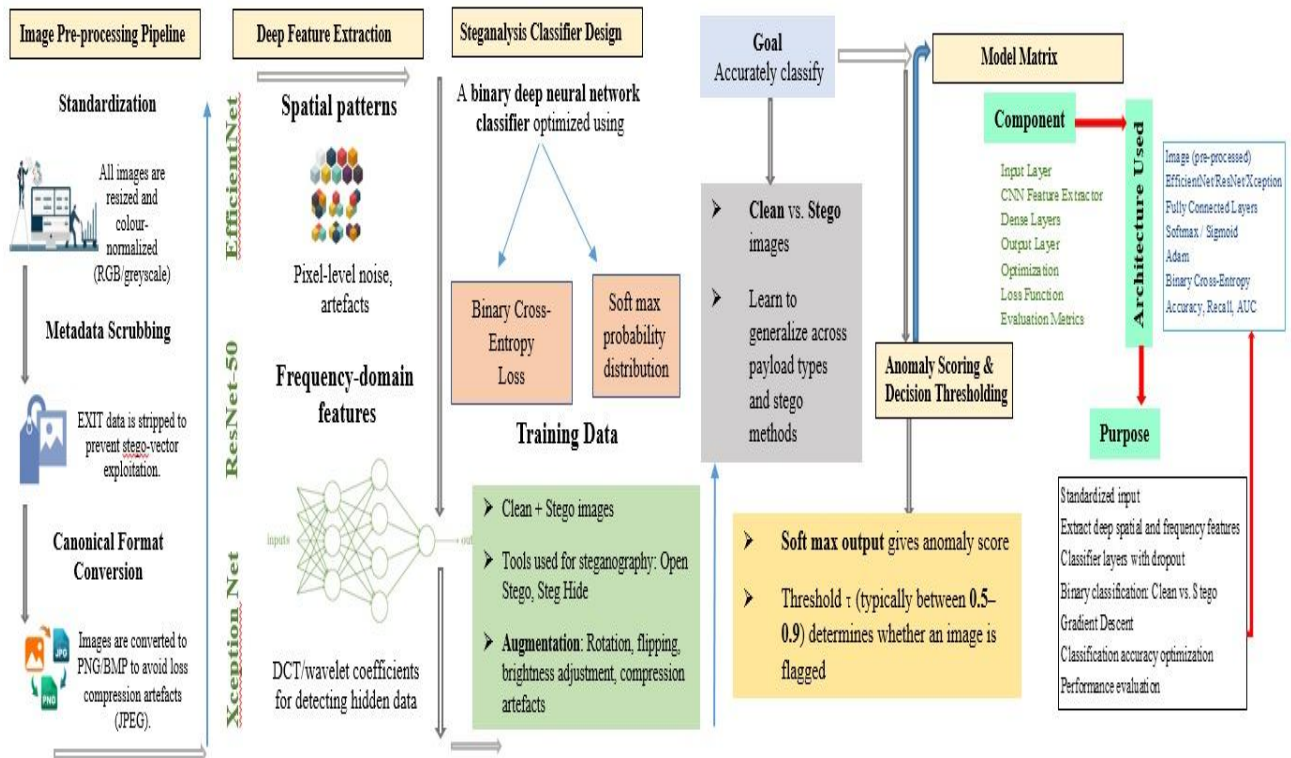 Image Pre-processing Pipeline
Standardization
All images are
resized and
colour-
normalized
(RGB/greyscale)
Metadata Scrubbing
EXIT data is stripped to
prevent stego-vector
exploitation.
Canonical Format
Conversion
JPG
PNG
Images are converted to
PNG/BMP to avoid loss
compression artefacts
(JPEG).
EfficientNet
ResNet-50
Xception Net
Deep Feature Extraction
Spatial patterns
Pixel-level noise,
artefacts
Frequency-domain
features
inputs
out
DCT/wavelet coefficients
for detecting hidden data
Steganalysis Classifier Design
A binary deep neural network
classifier optimized using
Binary Cross-
Entropy
Loss
Soft max
probability
distribution
Training Data
➤ Clean + Stego images
➤ Tools used for steganography: Open
Stego, Steg Hide
➤ Augmentation: Rotation, flipping,
brightness adjustment, compression
artefacts
Goal
Accurately classify
➤ Clean vs. Stego
images
➤ Learn to
generalize across
payload types
and stego
methods
Anomaly Scoring &
Decision Thresholding
➤ Soft max output gives anomaly score
➤ Threshold τ (typically between 0.5–
0.9) determines whether an image is
flagged
Model Matrix
Component
Input Layer
CNN Feature Extractor
Dense Layers
Output Layer
Optimization
Loss Function
Evaluation Metrics
Architecture Used
Image (pre-processed)
EfficientNet/ResNet/Xception
Fully Connected Layers
Softmax / Sigmoid
Adam
Binary Cross-Entropy
Accuracy, Recall, AUC
Purpose
Standardized input
Extract deep spatial and frequency features
Classifier layers with dropout
Binary classification: Clean vs. Stego
Gradient Descent
Classification accuracy optimization
Performance evaluation